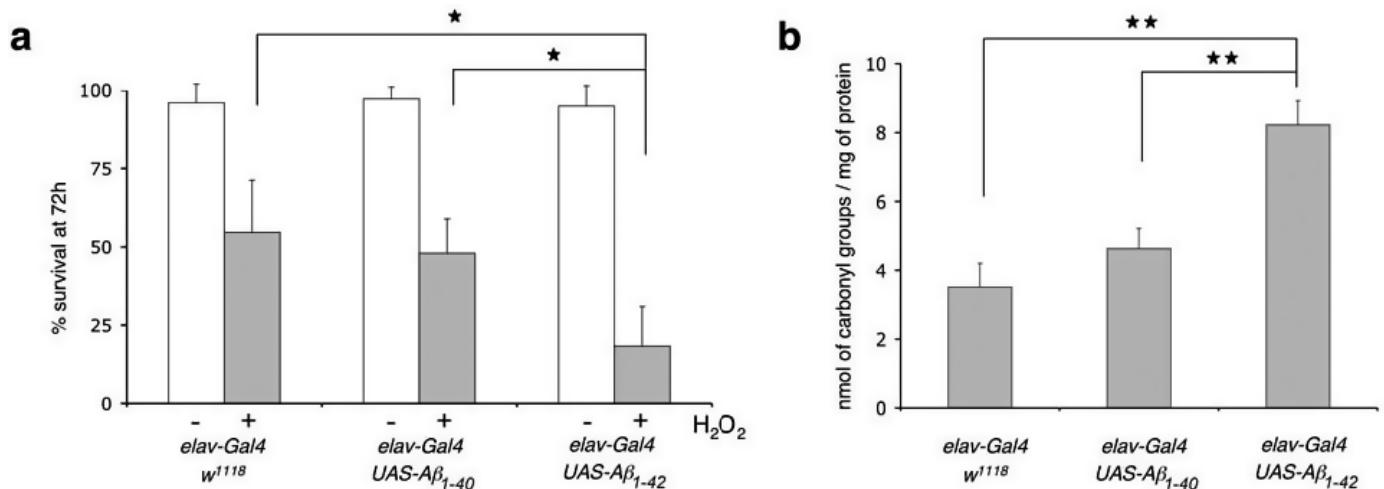 a
★
★
% survival at 72h
100
75
50
25
0
- + - + - + H₂O₂
elav-Gal4 elav-Gal4 elav-Gal4
w¹¹¹⁸ UAS-Aβ₁₋₄₀ UAS-Aβ₁₋₄₂
b
★★
★★
nmol of carbonyl groups / mg of protein
10
8
6
4
2
0
elav-Gal4 elav-Gal4 elav-Gal4
w¹¹¹⁸ UAS-Aβ₁₋₄₀ UAS-Aβ₁₋₄₂